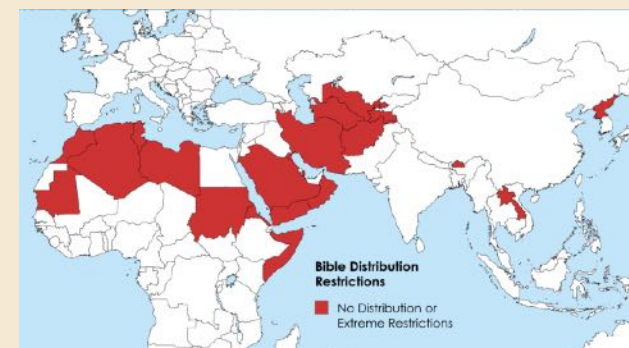 Bible Distribution
Restrictions
No Distribution or
Extreme Restrictions